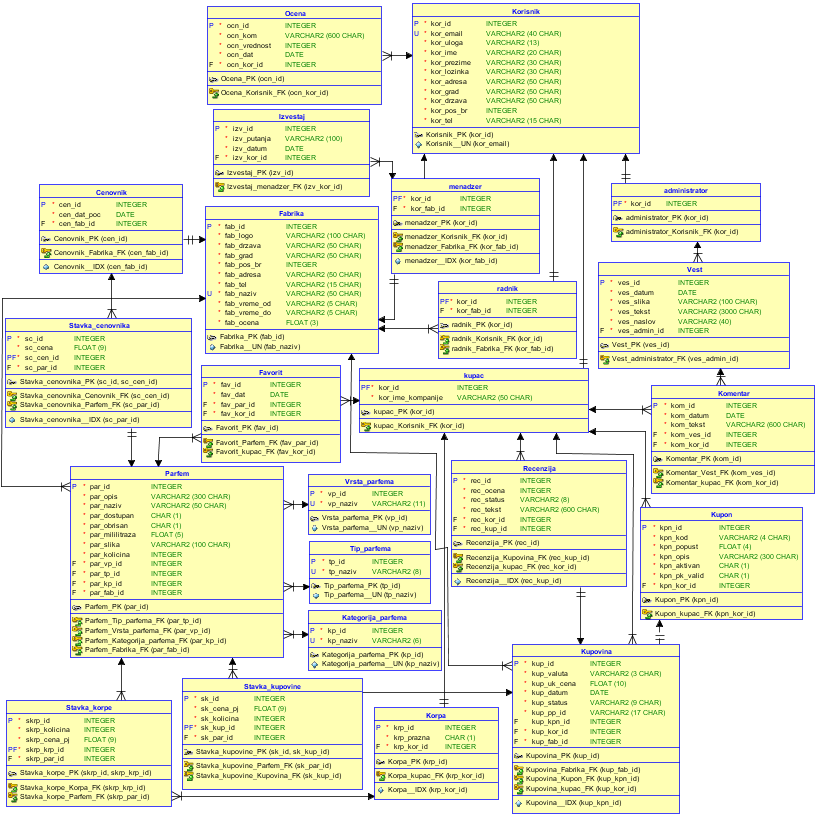 Ocena
P * ocn_id INTEGER
* ocn_kom VARCHAR2 (600 CHAR)
* ocn_vrednost INTEGER
* ocn_dat DATE
F * ocn_kor_id INTEGER
Ocena_PK (ocn_id)
Ocena_Korisnik_FK (ocn_kor_id)
Korisnik
P * kor_id INTEGER
U * kor_email VARCHAR2 (40 CHAR)
* kor_uloga VARCHAR2 (13)
* kor_ime VARCHAR2 (20 CHAR)
* kor_prezime VARCHAR2 (30 CHAR)
* kor_lozinka VARCHAR2 (30 CHAR)
* kor_adresa VARCHAR2 (50 CHAR)
* kor_grad VARCHAR2 (50 CHAR)
* kor_drzava VARCHAR2 (50 CHAR)
* kor_pos_br INTEGER
* kor_tel VARCHAR2 (15 CHAR)
Korisnik_PK (kor_id)
Korisnik__UN (kor_email)
Izvestaj
P * izv_id INTEGER
* izv_putanja VARCHAR2 (100)
* izv_datum DATE
F * izv_kor_id INTEGER
Izvestaj_PK (izv_id)
Izvestaj_menadzer_FK (izv_kor_id)
menadzer
PF* kor_id INTEGER
F * kor_fab_id INTEGER
menadzer_PK (kor_id)
menadzer_Korisnik_FK (kor_id)
menadzer_Fabrika_FK (kor_fab_id)
menadzer__IDX (kor_fab_id)
administrator
PF* kor_id INTEGER
administrator_PK (kor_id)
administrator_Korisnik_FK (kor_id)
Cenovnik
P * cen_id INTEGER
* cen_dat_poc DATE
F * cen_fab_id INTEGER
Cenovnik_PK (cen_id)
Cenovnik_Fabrika_FK (cen_fab_id)
Cenovnik__IDX (cen_fab_id)
Fabrika
P * fab_id INTEGER
* fab_logo VARCHAR2 (100 CHAR)
* fab_drzava VARCHAR2 (50 CHAR)
* fab_grad VARCHAR2 (50 CHAR)
* fab_pos_br INTEGER
* fab_adresa VARCHAR2 (50 CHAR)
* fab_tel VARCHAR2 (15 CHAR)
U * fab_naziv VARCHAR2 (50 CHAR)
* fab_vreme_od VARCHAR2 (5 CHAR)
* fab_vreme_do VARCHAR2 (5 CHAR)
* fab_ocena FLOAT (3)
Fabrika_PK (fab_id)
Fabrika__UN (fab_naziv)
radnik
PF* kor_id INTEGER
F * kor_fab_id INTEGER
radnik_PK (kor_id)
radnik_Korisnik_FK (kor_id)
radnik_Fabrika_FK (kor_fab_id)
Vest
P * ves_id INTEGER
* ves_datum DATE
* ves_slika VARCHAR2 (100 CHAR)
* ves_tekst VARCHAR2 (3000 CHAR)
* ves_naslov VARCHAR2 (40)
F * ves_admin_id INTEGER
Vest_PK (ves_id)
Vest_administrator_FK (ves_admin_id)
Stavka_cenovnika
P * sc_id INTEGER
* sc_cena FLOAT (9)
PF* sc_cen_id INTEGER
F * sc_par_id INTEGER
Stavka_cenovnika_PK (sc_id, sc_cen_id)
Stavka_cenovnika_Cenovnik_FK (sc_cen_id)
Stavka_cenovnika_Parfem_FK (sc_par_id)
Stavka_cenovnika__IDX (sc_par_id)
Favorit
P * fav_id INTEGER
* fav_dat DATE
F * fav_par_id INTEGER
F * fav_kor_id INTEGER
Favorit_PK (fav_id)
Favorit_Parfem_FK (fav_par_id)
Favorit_kupac_FK (fav_kor_id)
kupac
PF* kor_id INTEGER
* kor_ime_kompanije VARCHAR2 (50 CHAR)
kupac_PK (kor_id)
kupac_Korisnik_FK (kor_id)
Komentar
P * kom_id INTEGER
* kom_datum DATE
* kom_tekst VARCHAR2 (600 CHAR)
F * kom_ves_id INTEGER
F * kom_kor_id INTEGER
Komentar_PK (kom_id)
Komentar_Vest_FK (kom_ves_id)
Komentar_kupac_FK (kom_kor_id)
Parfem
P * par_id INTEGER
* par_opis VARCHAR2 (300 CHAR)
* par_naziv VARCHAR2 (50 CHAR)
* par_dostupan CHAR (1)
* par_obrisan CHAR (1)
* par_mililitraza FLOAT (5)
* par_slika VARCHAR2 (100 CHAR)
* par_kolicina INTEGER
F * par_vp_id INTEGER
F * par_tp_id INTEGER
F * par_kp_id INTEGER
F * par_fab_id INTEGER
Parfem_PK (par_id)
Parfem_Tip_parfema_FK (par_tp_id)
Parfem_Vrsta_parfema_FK (par_vp_id)
Parfem_Kategorija_parfema_FK (par_kp_id)
Parfem_Fabrika_FK (par_fab_id)
Vrsta_parfema
P * vp_id INTEGER
U * vp_naziv VARCHAR2 (11)
Vrsta_parfema_PK (vp_id)
Vrsta_parfema__UN (vp_naziv)
Tip_parfema
P * tp_id INTEGER
U * tp_naziv VARCHAR2 (8)
Tip_parfema_PK (tp_id)
Tip_parfema__UN (tp_naziv)
Kategorija_parfema
P * kp_id INTEGER
U * kp_naziv VARCHAR2 (6)
Kategorija_parfema_PK (kp_id)
Kategorija_parfema__UN (kp_naziv)
Recenzija
P * rec_id INTEGER
* rec_ocena INTEGER
* rec_status VARCHAR2 (8)
* rec_tekst VARCHAR2 (600 CHAR)
F * rec_kor_id INTEGER
F * rec_kup_id INTEGER
Recenzija_PK (rec_id)
Recenzija_Kupovina_FK (rec_kup_id)
Recenzija_kupac_FK (rec_kor_id)
Recenzija__IDX (rec_kup_id)
Kupon
P * kpn_id INTEGER
* kpn_kod VARCHAR2 (4 CHAR)
* kpn_popust FLOAT (4)
* kpn_opis VARCHAR2 (300 CHAR)
* kpn_aktivan CHAR (1)
* kpn_pk_valid CHAR (1)
F * kpn_kor_id INTEGER
Kupon_PK (kpn_id)
Kupon_kupac_FK (kpn_kor_id)
Kupovina
P * kup_id INTEGER
* kup_valuta VARCHAR2 (3 CHAR)
* kup_uk_cena FLOAT (10)
* kup_datum DATE
* kup_status VARCHAR2 (9 CHAR)
* kup_pp_id VARCHAR2 (17 CHAR)
F kup_kpn_id INTEGER
F * kup_kor_id INTEGER
F * kup_fab_id INTEGER
Kupovina_PK (kup_id)
Kupovina_Fabrika_FK (kup_fab_id)
Kupovina_Kupon_FK (kup_kpn_id)
Kupovina_kupac_FK (kup_kor_id)
Kupovina__IDX (kup_kpn_id)
Stavka_korpe
P * skrp_id INTEGER
* skrp_kolicina INTEGER
* skrp_cena_pj FLOAT (9)
PF* skrp_krp_id INTEGER
F * skrp_par_id INTEGER
Stavka_korpe_PK (skrp_id, skrp_krp_id)
Stavka_korpe_Korpa_FK (skrp_krp_id)
Stavka_korpe_Parfem_FK (skrp_par_id)
Stavka_kupovine
P * sk_id INTEGER
* sk_cena_pj FLOAT (9)
* sk_kolicina INTEGER
PF* sk_kup_id INTEGER
F * sk_par_id INTEGER
Stavka_kupovine_PK (sk_id, sk_kup_id)
Stavka_kupovine_Parfem_FK (sk_par_id)
Stavka_kupovine_Kupovina_FK (sk_kup_id)
Korpa
P * krp_id INTEGER
* krp_prazna CHAR (1)
F * krp_kor_id INTEGER
Korpa_PK (krp_id)
Korpa_kupac_FK (krp_kor_id)
Korpa__IDX (krp_kor_id)